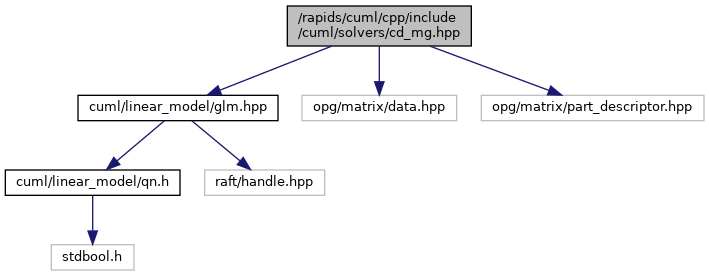 /rapids/cuml/cpp/include
/cuml/solvers/cd_mg.hpp
cuml/linear_model/glm.hpp
opg/matrix/data.hpp
opg/matrix/part_descriptor.hpp
cuml/linear_model/qn.h
raft/handle.hpp
stdbool.h